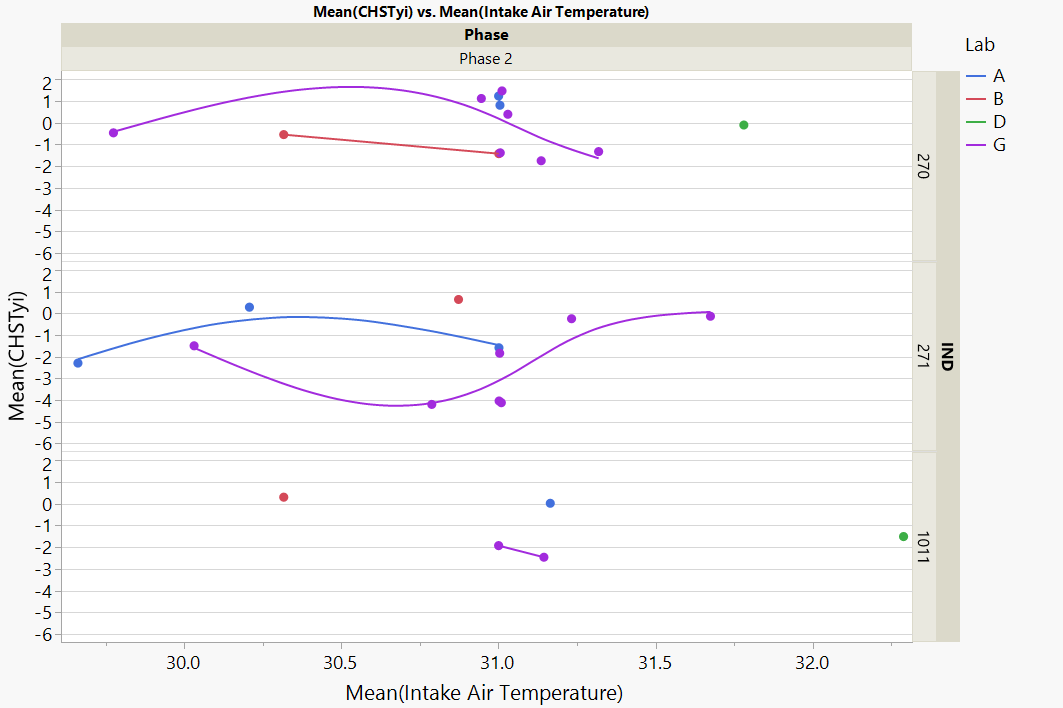 Mean(CHSTyi) vs. Mean(Intake Air Temperature)
Phase
Phase 2
Lab
A
B
D
G
2
1
0
-1
-2
-3
-4
-5
-6
270
2
1
0
-1
-2
-3
-4
-5
-6
271
2
1
0
-1
-2
-3
-4
-5
-6
1011
IND
Mean(CHSTyi)
30.0 30.5 31.0 31.5 32.0
Mean(Intake Air Temperature)